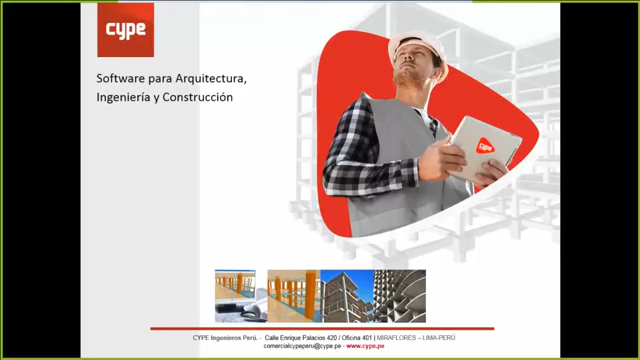 cype
Software para Arquitectura,
Ingeniería y Construcción
cype
CYPE Ingenieros Perú. - Calle Enrique Palacios 420 / Oficina 401 | MIRAFLORES – LIMA-PERÚ
comercialcypeperu@cype.pe - www.cype.pe